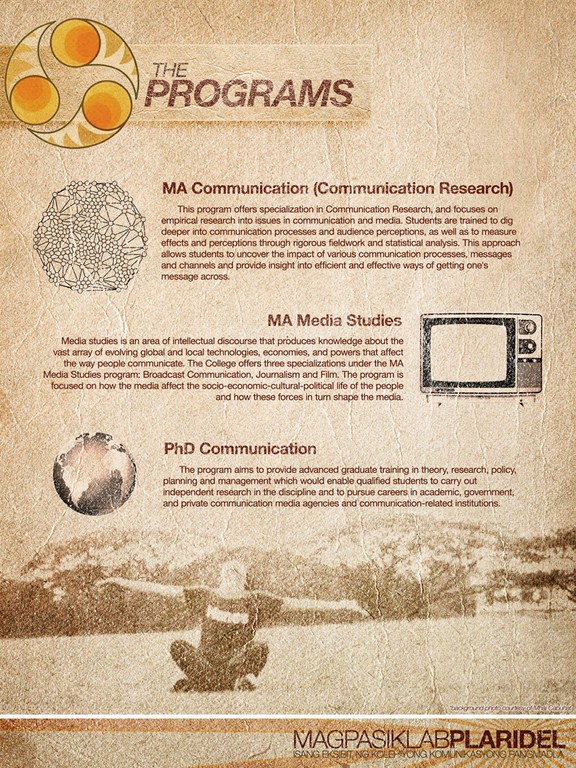 THE
PROGRAMS
MA Communication (Communication Research)
This program offers specialization in Communication Research, and focuses on
empirical research into issues in communication and media. Students are trained to dig
deeper into communication processes and audience perceptions, as well as to measure
effects and perceptions through rigorous fieldwork and statistical analysis. This approach
allows students to uncover the impact of various communication processes, messages
and channels and provide insight into efficient and effective ways of getting one's
message across.
MA Media Studies
Media studies is an area of intellectual discourse that produces knowledge about the
vast array of evolving global and local technologies, economies, and powers that affect
the way people communicate. The College offers three specializations under the MA
Media Studies program: Broadcast Communication, Journalism and Film. The program is
focused on how the media affect the socio-economic-cultural-political life of the people
and how these forces in turn shape the media.
PhD Communication
The program aims to provide advanced graduate training in theory, research, policy,
planning and management which would enable qualified students to carry out
independent research in the discipline and to pursue careers in academic, government,
and private communication media agencies and communication-related institutions.
*background photo courtesy of
MAGPASIKLABPLARIDEL
ISANG EKSIBIT NG KOLEHIYONG KOMUNIKASYONG PANGMADLA